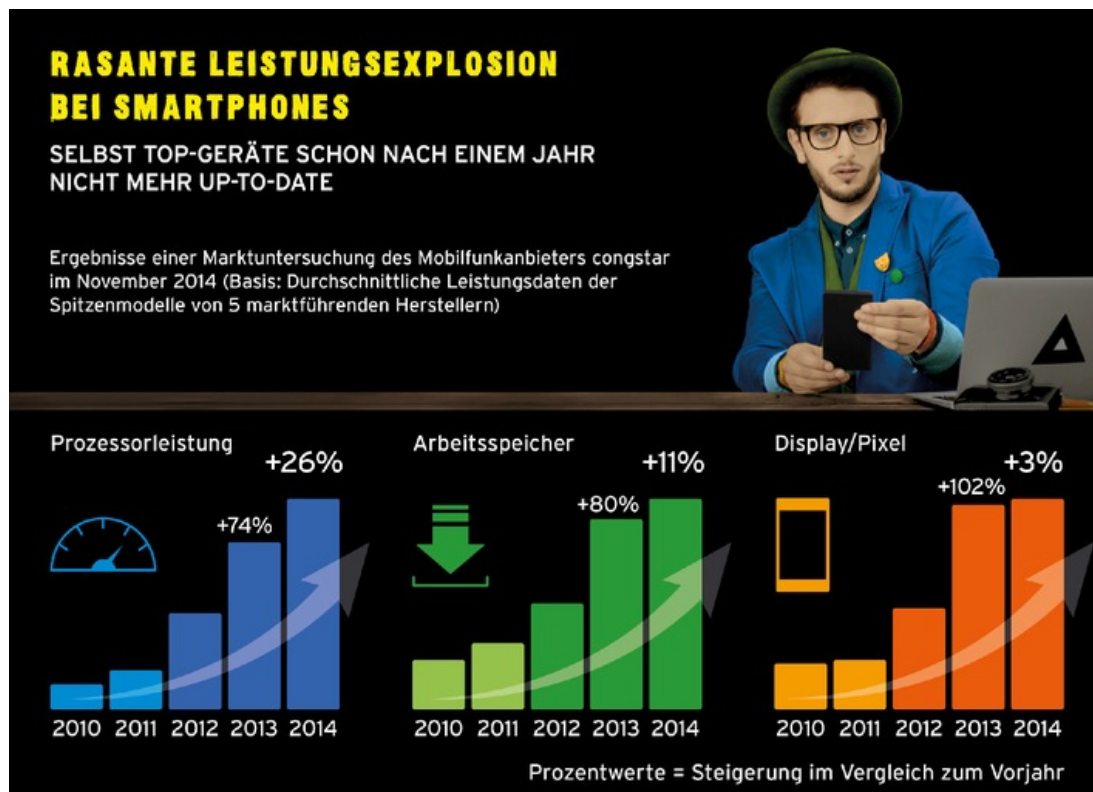 RASANTE LEISTUNGSEXPLOSION
BEI SMARTPHONES
SELBST TOP-GERÄTE SCHON NACH EINEM JAHR
NICHT MEHR UP-TO-DATE
Ergebnisse einer Marktuntersuchung des Mobilfunkanbieters congstar
im November 2014 (Basis: Durchschnittliche Leistungsdaten der
Spitzenmodelle von 5 marktführenden Herstellern)
Prozessorleistung
+26%
+74%
2010 2011 2012 2013 2014
Arbeitsspeicher
+11%
+80%
2010 2011 2012 2013 2014
Display/Pixel
+3%
+102%
2010 2011 2012 2013 2014
Prozentwerte = Steigerung im Vergleich zum Vorjahr